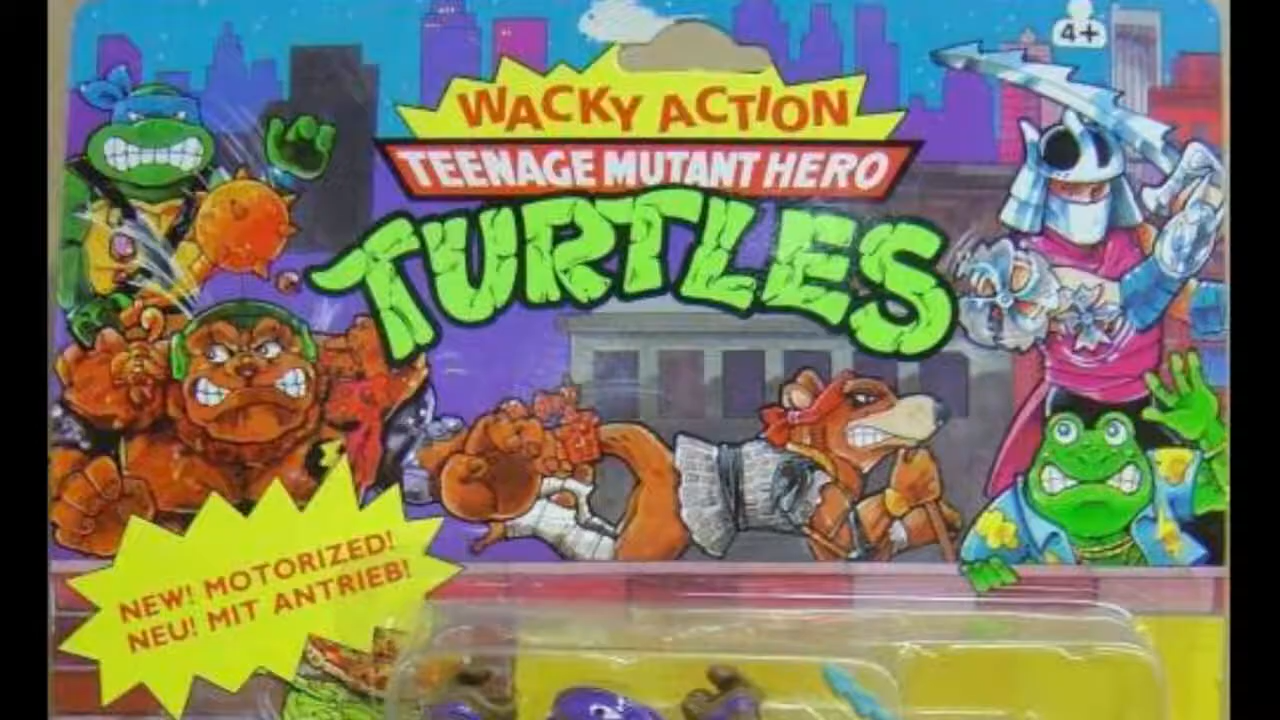 4+
WACKY ACTION
TEENAGE MUTANT HERO
TURTLES
NEW! MOTORIZED!
NEU! MIT ANTRIEB!